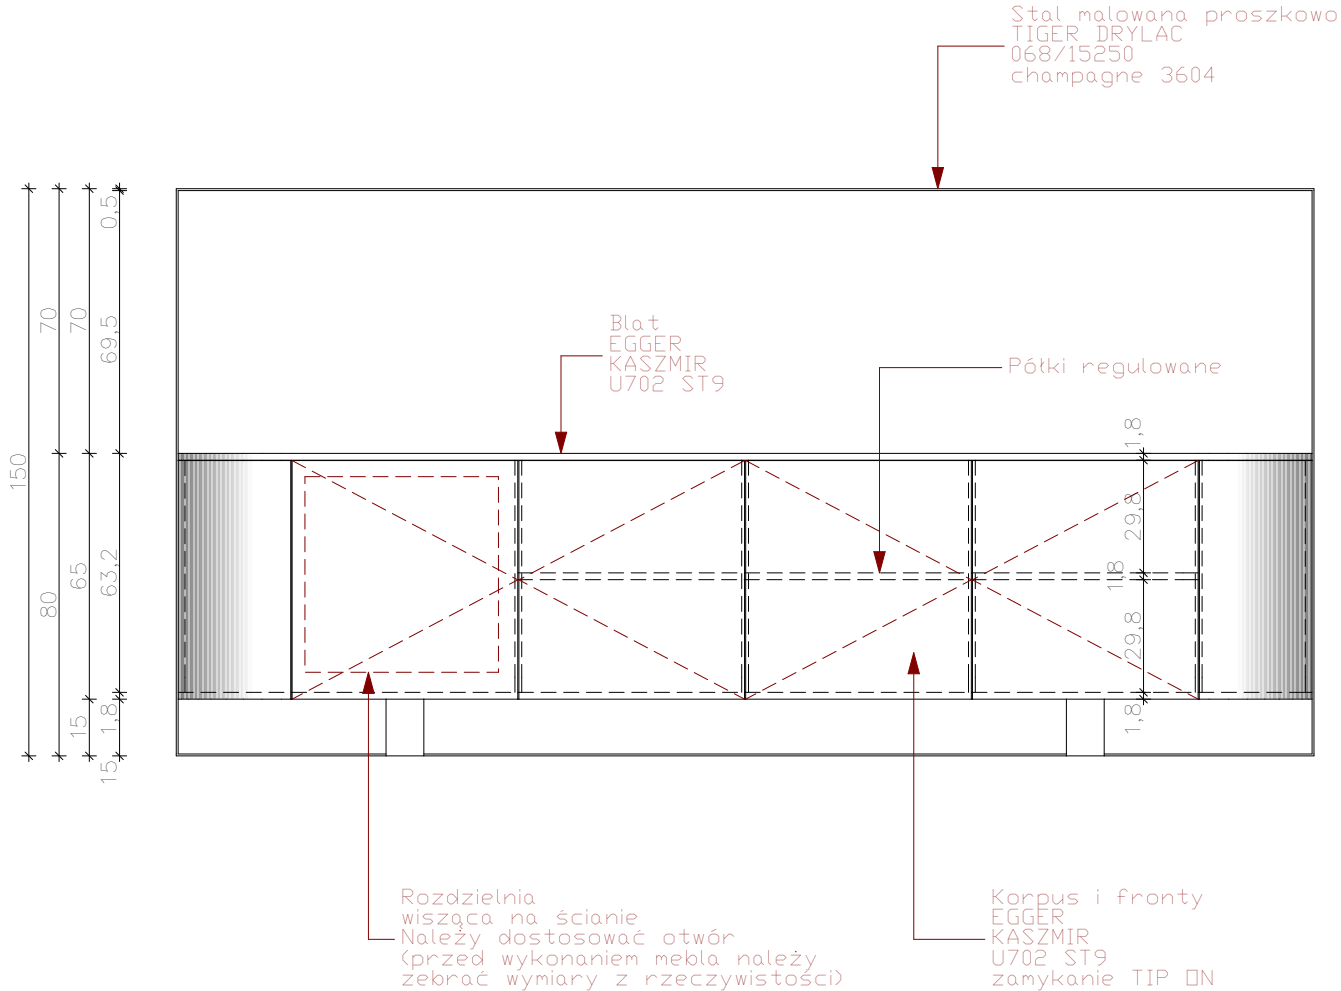 Stal malowana proszkowo
TIGER DRYLAC
068/15250
champagne 3604
Blat
EGGER
KASZMIR
U702 ST9
Półki regulowane
150
70
80
70
65
15
0,5
69,5
63,2
1,8
15
1,8
29,8
1,8
29,8
1,8
Rozdzielnia
wisząca na ścianie
Należy dostosować otwór
(przed wykonaniem mebla należy
zebrać wymiary z rzeczywistości)
Korpus i fronty
EGGER
KASZMIR
U702 ST9
zamykanie TIP ON